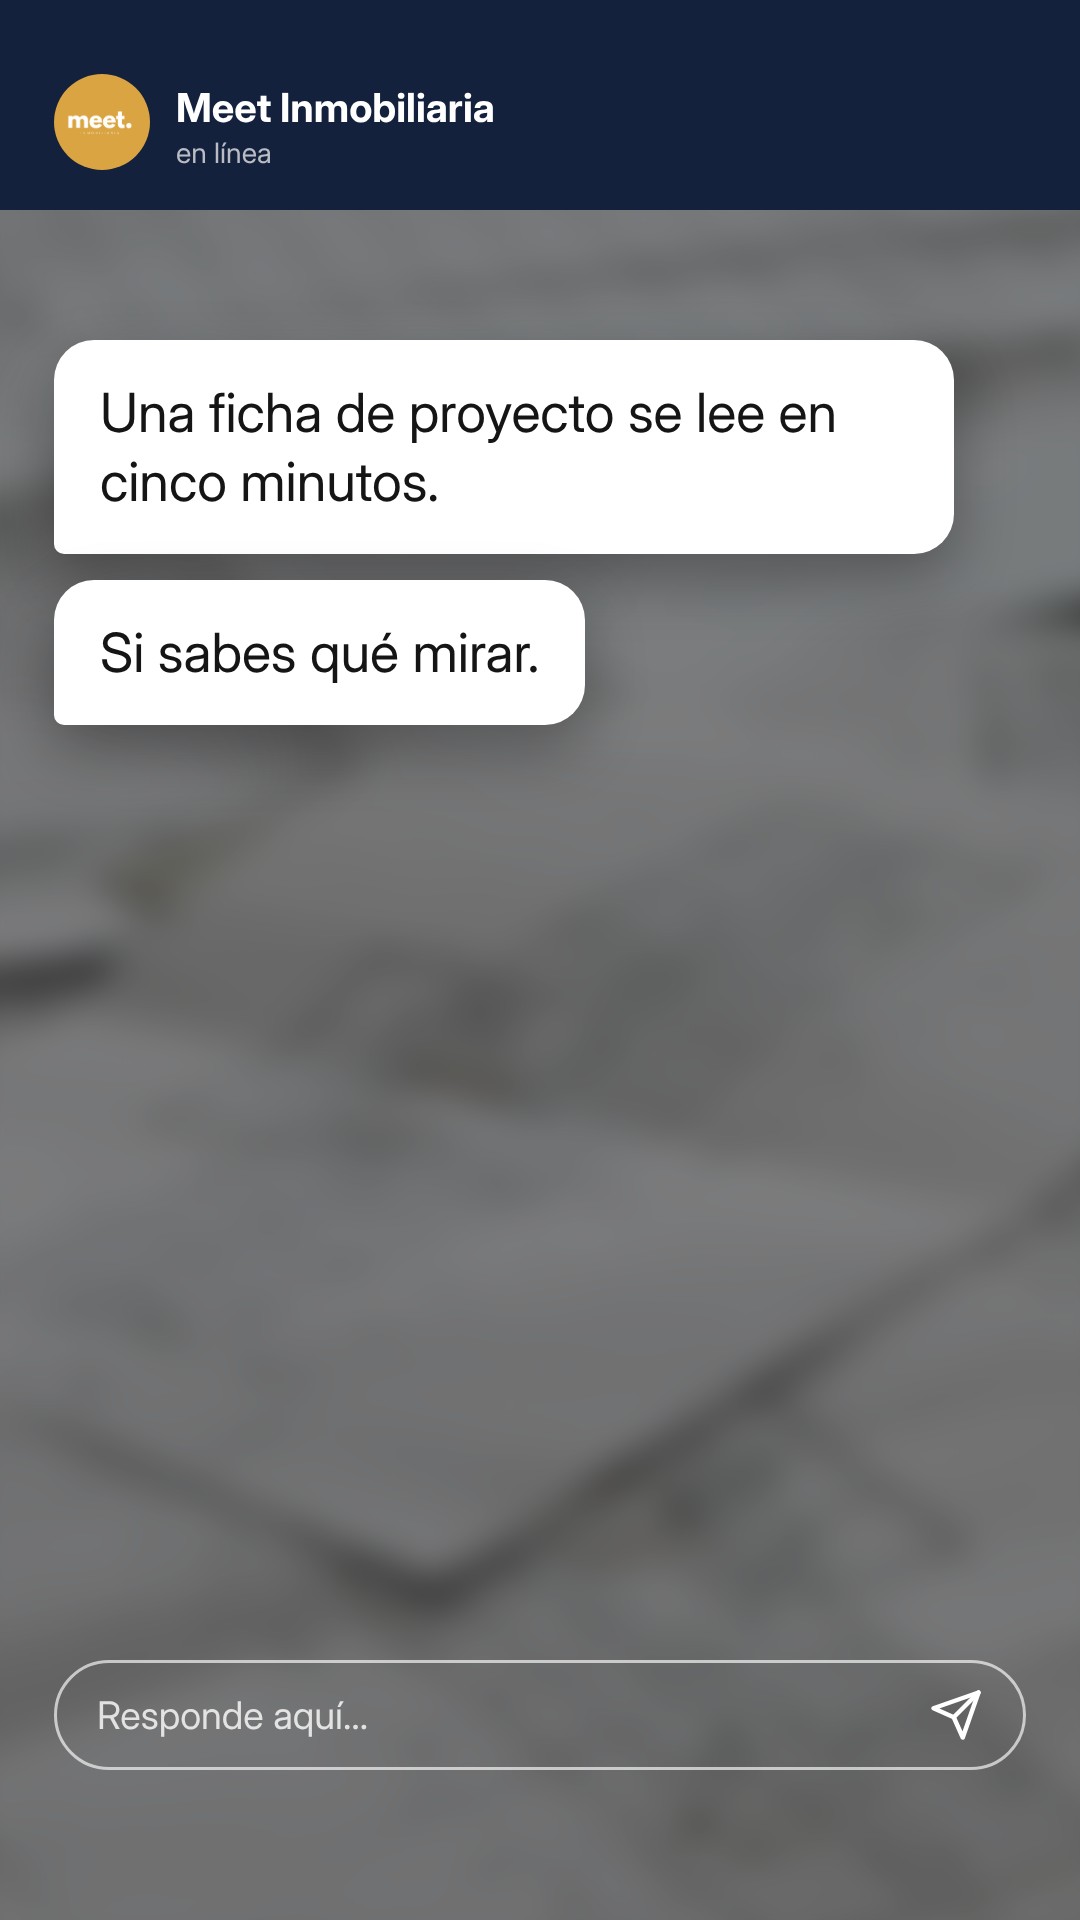 meet.
Meet Inmobiliaria
en línea
Una ficha de proyecto se lee en
cinco minutos.
Si sabes qué mirar.
Responde aquí...